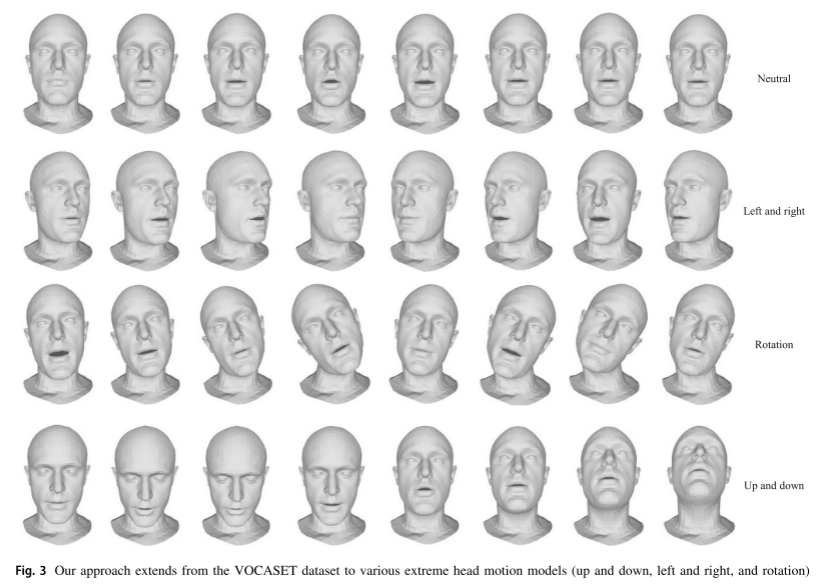 Neutral
Left and right
Rotation
Up and down
Fig. 3 Our approach extends from the VOCASET dataset to various extreme head motion models (up and down, left and right, and rotation)